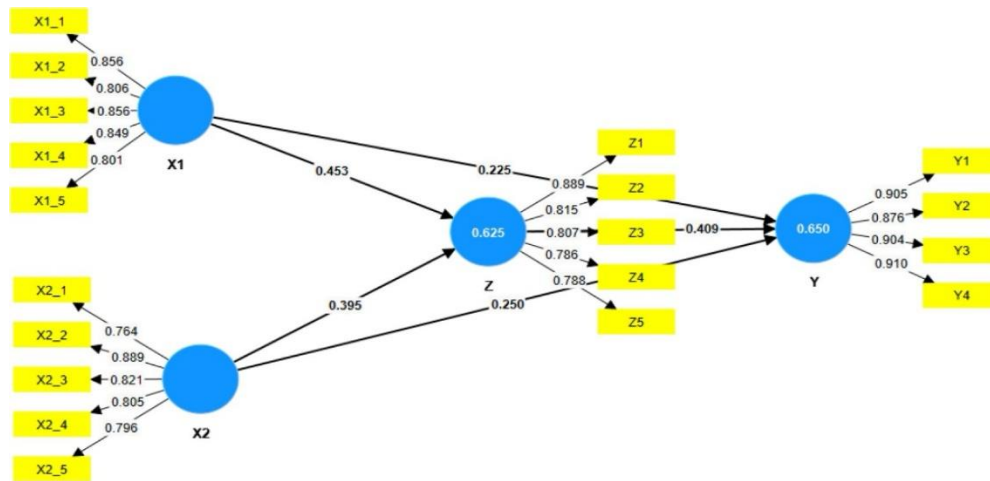 X1_1
X1_2
X1_3
X1_4
X1_5
0.856
0.806
0.856
0.849
0.801
X1
0.453
0.225
X2_1
X2_2
X2_3
X2_4
X2_5
0.764
0.889
0.821
0.805
0.796
X2
0.395
0.250
0.625
Z
0.889
0.815
0.807
0.786
0.788
Z1
Z2
Z3
Z4
Z5
0.409
0.650
Y
0.905
0.876
0.904
0.910
Y1
Y2
Y3
Y4